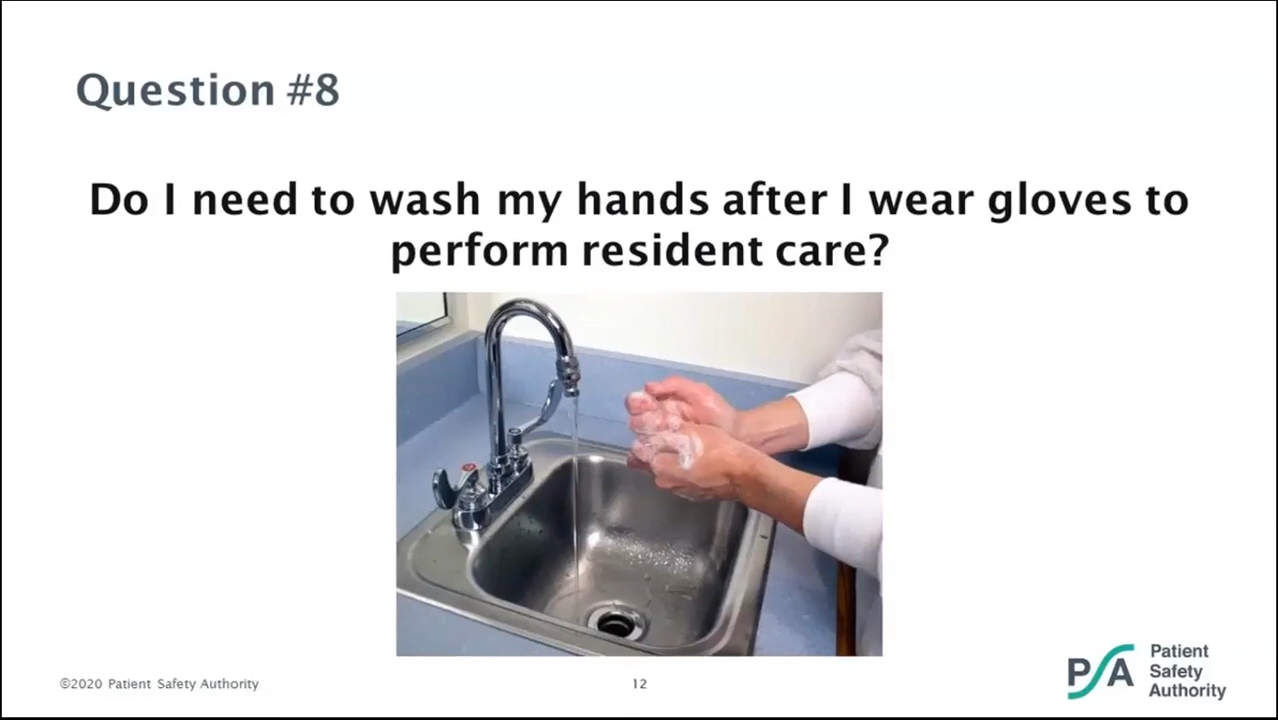 Question #8
Do I need to wash my hands after I wear gloves to
perform resident care?
©2020 Patient Safety Authority
12
PSA
Patient
Safety
Authority